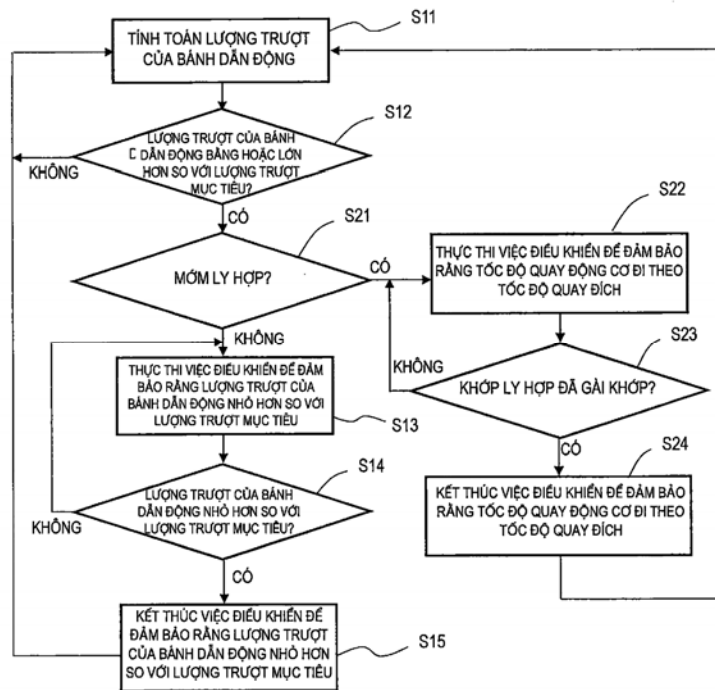 S11
TÍNH TOÁN LƯỢNG TRƯỢT
CỦA BÁNH DẪN ĐỘNG
S12
LƯỢNG TRƯỢT CỦA BÁNH
DẪN ĐỘNG BẰNG HOẶC LỚN
HƠN SO VỚI LƯỢNG TRƯỢT
MỤC TIÊU?
KHÔNG
CÓ
S21
MỚM LY HỢP?
CÓ
KHÔNG
THỰC THI VIỆC ĐIỀU KHIỂN ĐỂ ĐẢM
BẢO RẰNG LƯỢNG TRƯỢT CỦA
BÁNH DẪN ĐỘNG NHỎ HƠN SO VỚI
LƯỢNG TRƯỢT MỤC TIÊU
S13
S14
LƯỢNG TRƯỢT CỦA BÁNH
DẪN ĐỘNG NHỎ HƠN SO VỚI
LƯỢNG TRƯỢT MỤC TIÊU?
KHÔNG
CÓ
KẾT THÚC VIỆC ĐIỀU KHIỂN ĐỂ
ĐẢM BẢO RẰNG LƯỢNG TRƯỢT
CỦA BÁNH DẪN ĐỘNG NHỎ HƠN
SO VỚI LƯỢNG TRƯỢT MỤC TIÊU
S15
S22
THỰC THI VIỆC ĐIỀU KHIỂN ĐỂ ĐẢM BẢO
RẰNG TỐC ĐỘ QUAY ĐỘNG CƠ ĐI THEO
TỐC ĐỘ QUAY ĐÍCH
S23
KHÔNG
KHỚP LY HỢP ĐÃ GÀI KHỚP?
CÓ
S24
KẾT THÚC VIỆC ĐIỀU KHIỂN ĐỂ ĐẢM BẢO
RẰNG TỐC ĐỘ QUAY ĐỘNG CƠ ĐI THEO
TỐC ĐỘ QUAY ĐÍCH